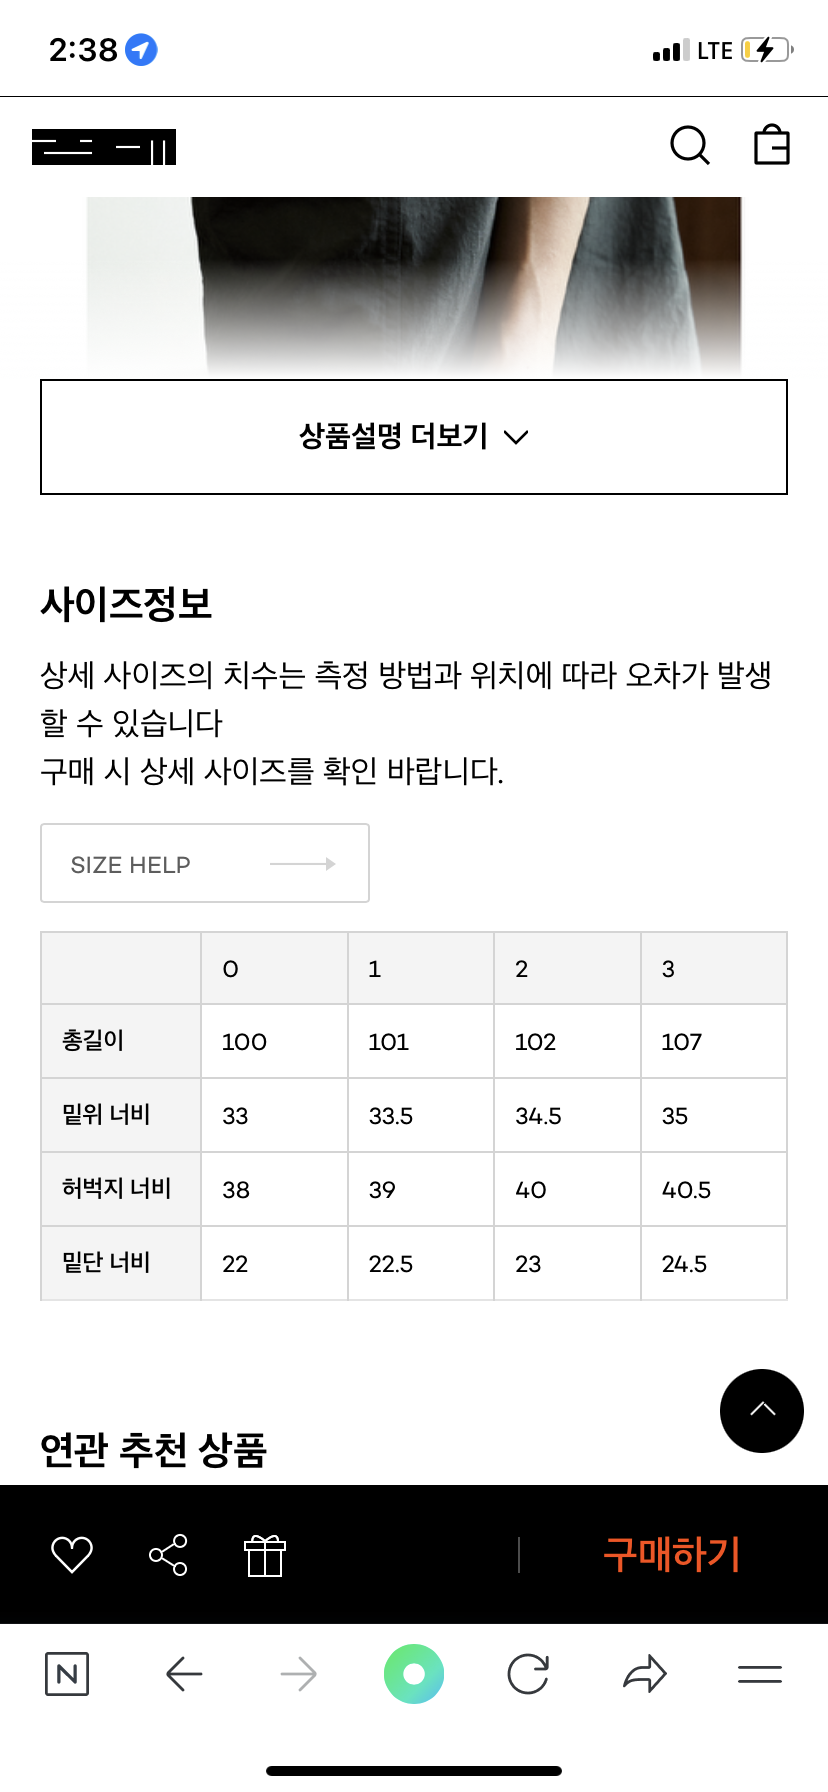 2:38 LTE
상품설명 더보기
사이즈정보
상세 사이즈의 치수는 측정 방법과 위치에 따라 오차가 발생
할 수 있습니다
구매 시 상세 사이즈를 확인 바랍니다.
SIZE HELP
0 1 2 3
총길이 100 101 102 107
밑위 너비 33 33.5 34.5 35
허벅지 너비 38 39 40 40.5
밑단 너비 22 22.5 23 24.5
연관 추천 상품
구매하기
N